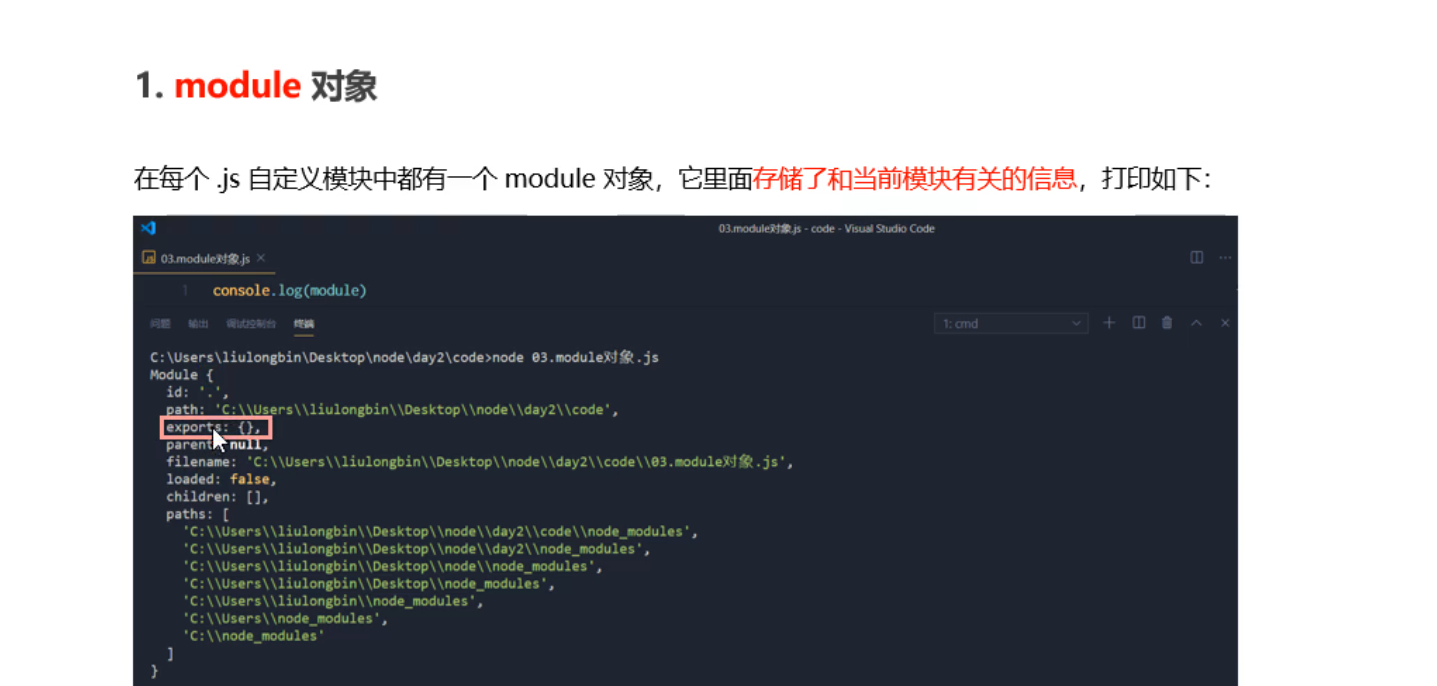 1. module 对象
在每个 .js 自定义模块中都有一个 module 对象，它里面存储了和当前模块有关的信息，打印如下：
03.module对象.js - code - Visual Studio Code
03.module对象.js
1 console.log(module)
问题 输出 调试控制台 终端 1: cmd
C:\Users\liulongbin\Desktop\node\day2\code>node 03.module对象.js
Module {
id: '.',
path: 'C:\\Users\\liulongbin\\Desktop\\node\\day2\\code',
exports: {},
parent: null,
filename: 'C:\\Users\\liulongbin\\Desktop\\node\\day2\\code\\03.module对象.js',
loaded: false,
children: [],
paths: [
'C:\\Users\\liulongbin\\Desktop\\node\\day2\\code\\node_modules',
'C:\\Users\\liulongbin\\Desktop\\node\\day2\\node_modules',
'C:\\Users\\liulongbin\\Desktop\\node\\node_modules',
'C:\\Users\\liulongbin\\Desktop\\node_modules',
'C:\\Users\\liulongbin\\node_modules',
'C:\\Users\\node_modules',
'C:\\node_modules'
]
}